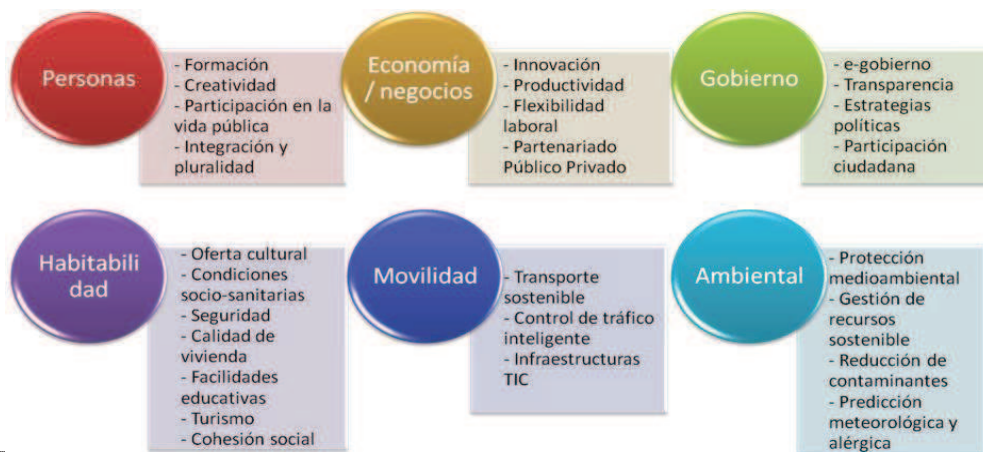 Personas
- Formación
- Creatividad
- Participación en la
vida pública
- Integración y
pluralidad
Economía
/ negocios
- Innovación
- Productividad
- Flexibilidad
laboral
- Partenariado
Público Privado
Gobierno
- e-gobierno
- Transparencia
- Estrategias
políticas
- Participación
ciudadana
Habitabili
dad
- Oferta cultural
- Condiciones
socio-sanitarias
- Seguridad
- Calidad de
vivienda
- Facilidades
educativas
- Turismo
- Cohesión social
Movilidad
- Transporte
sostenible
- Control de tráfico
inteligente
- Infraestructuras
TIC
Ambiental
- Protección
medioambiental
- Gestión de
recursos
sostenible
- Reducción de
contaminantes
- Predicción
meteorológica y
alérgica